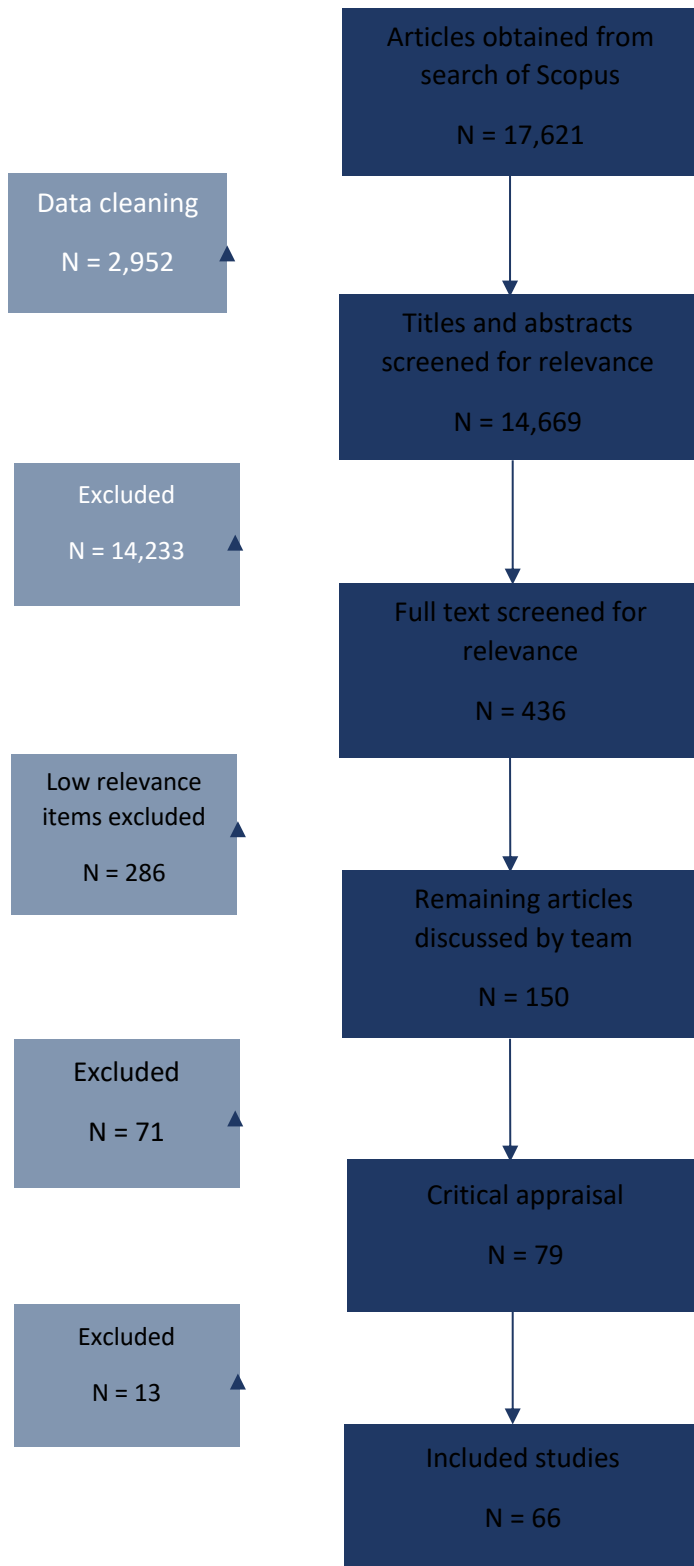 Articles obtained from
search of Scopus
N = 17,621
Data cleaning
N = 2,952
Titles and abstracts
screened for relevance
N = 14,669
Excluded
N = 14,233
Full text screened for
relevance
N = 436
Low relevance
items excluded
N = 286
Remaining articles
discussed by team
N = 150
Excluded
N = 71
Critical appraisal
N = 79
Excluded
N = 13
Included studies
N = 66